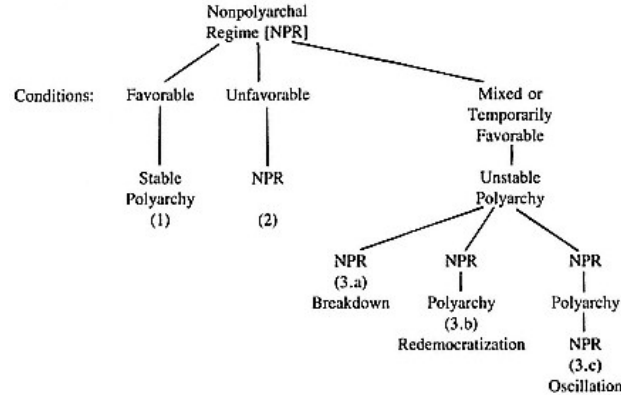 Nonpolyarchal
Regime [NPR]
Conditions:
Favorable
Unfavorable
Mixed or
Temporarily
Favorable
Stable
Polyarchy
(1)
NPR
(2)
Unstable
Polyarchy
NPR
(3.a)
Breakdown
NPR
Polyarchy
(3.b)
Redemocratization
NPR
Polyarchy
NPR
(3.c)
Oscillation